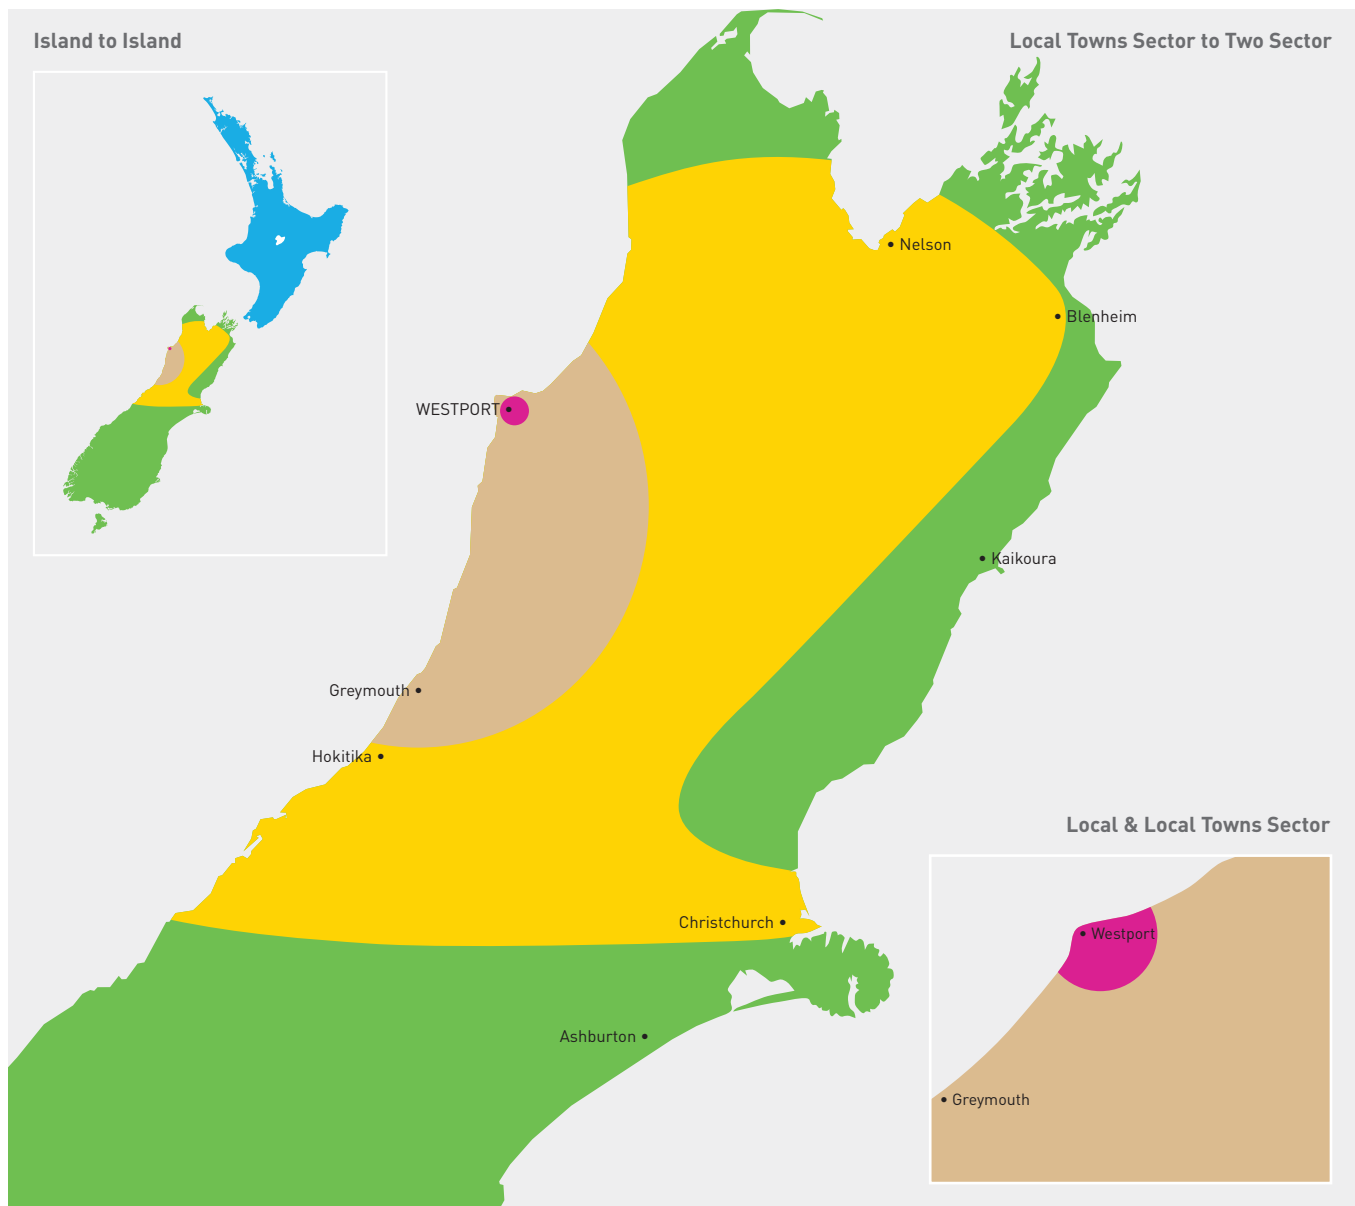 Island to Island
Local Towns Sector to Two Sector
Nelson
Blenheim
WESTPORT
Kaikoura
Greymouth
Hokitika
Local & Local Towns Sector
Christchurch
Westport
Ashburton
Greymouth